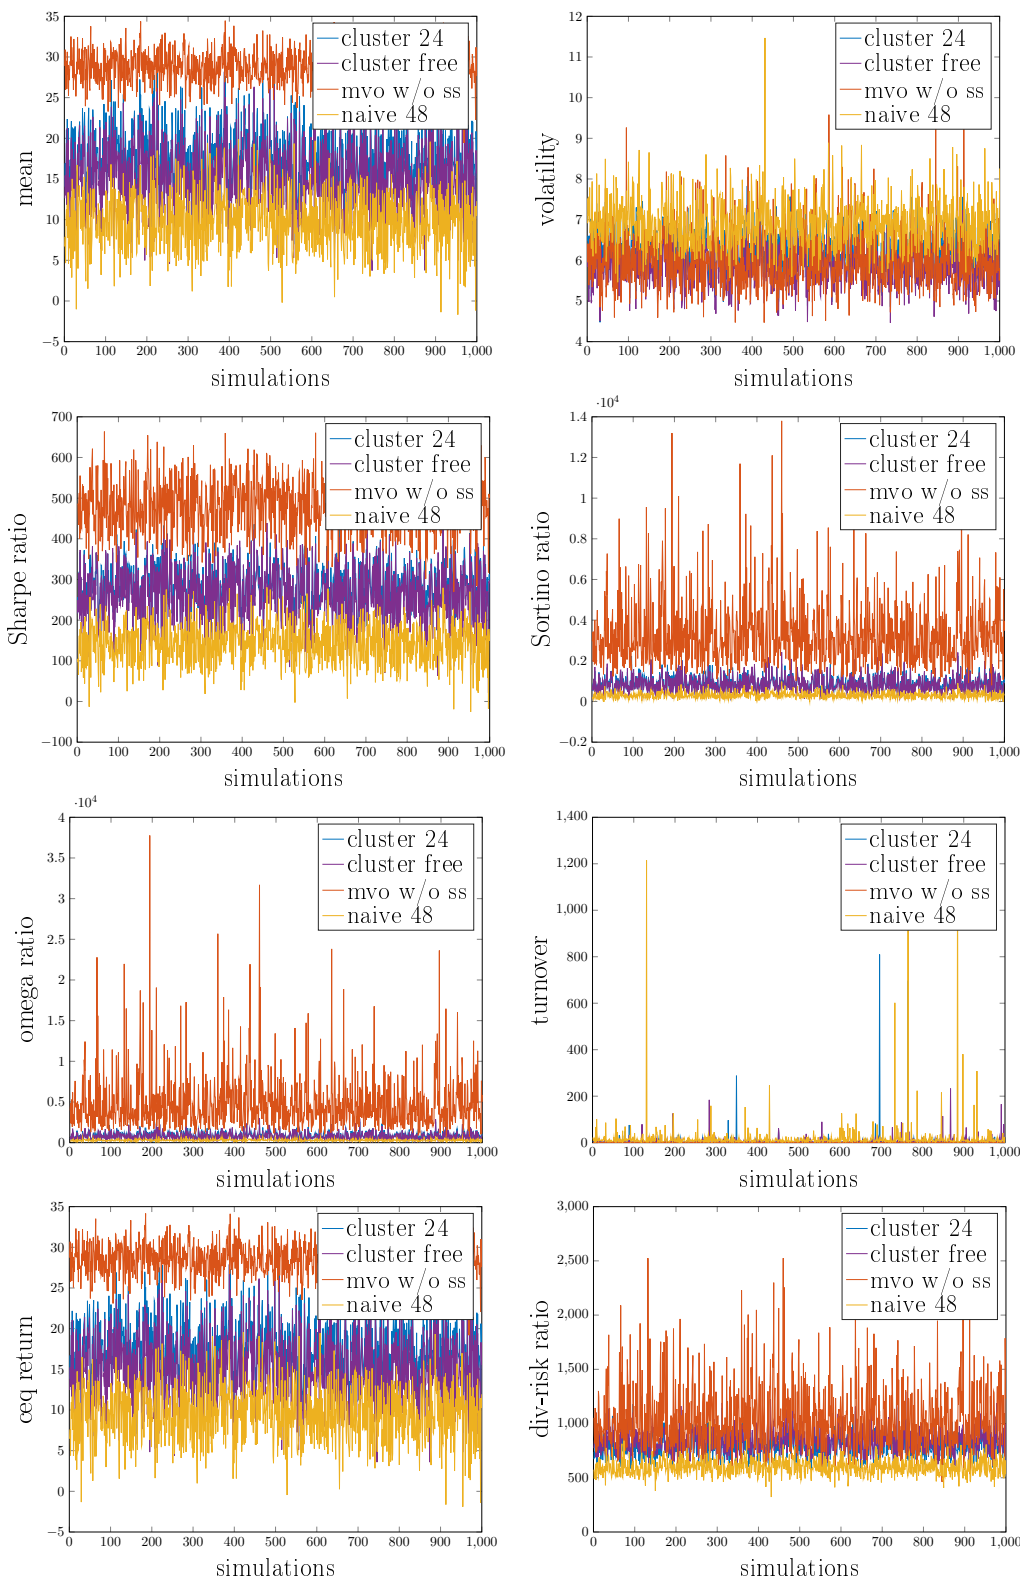 35
30
25
20
15
10
5
0
−5
mean
cluster 24
cluster free
mvo w/o ss
naive 48
0 100 200 300 400 500 600 700 800 900 1,000
simulations
12
11
10
9
8
7
6
5
4
volatility
cluster 24
cluster free
mvo w/o ss
naive 48
0 100 200 300 400 500 600 700 800 900 1,000
simulations
700
600
500
400
300
200
100
0
−100
Sharpe ratio
cluster 24
cluster free
mvo w/o ss
naive 48
0 100 200 300 400 500 600 700 800 900 1,000
simulations
·10⁴
1.4
1.2
1
0.8
0.6
0.4
0.2
0
−0.2
Sortino ratio
cluster 24
cluster free
mvo w/o ss
naive 48
0 100 200 300 400 500 600 700 800 900 1,000
simulations
·10⁴
4
3.5
3
2.5
2
1.5
1
0.5
0
omega ratio
cluster 24
cluster free
mvo w/o ss
naive 48
0 100 200 300 400 500 600 700 800 900 1,000
simulations
1,400
1,200
1,000
800
600
400
200
0
turnover
cluster 24
cluster free
mvo w/o ss
naive 48
0 100 200 300 400 500 600 700 800 900 1,000
simulations
35
30
25
20
15
10
5
0
−5
ceq return
cluster 24
cluster free
mvo w/o ss
naive 48
0 100 200 300 400 500 600 700 800 900 1,000
simulations
3,000
2,500
2,000
1,500
1,000
500
0
div-risk ratio
cluster 24
cluster free
mvo w/o ss
naive 48
0 100 200 300 400 500 600 700 800 900 1,000
simulations